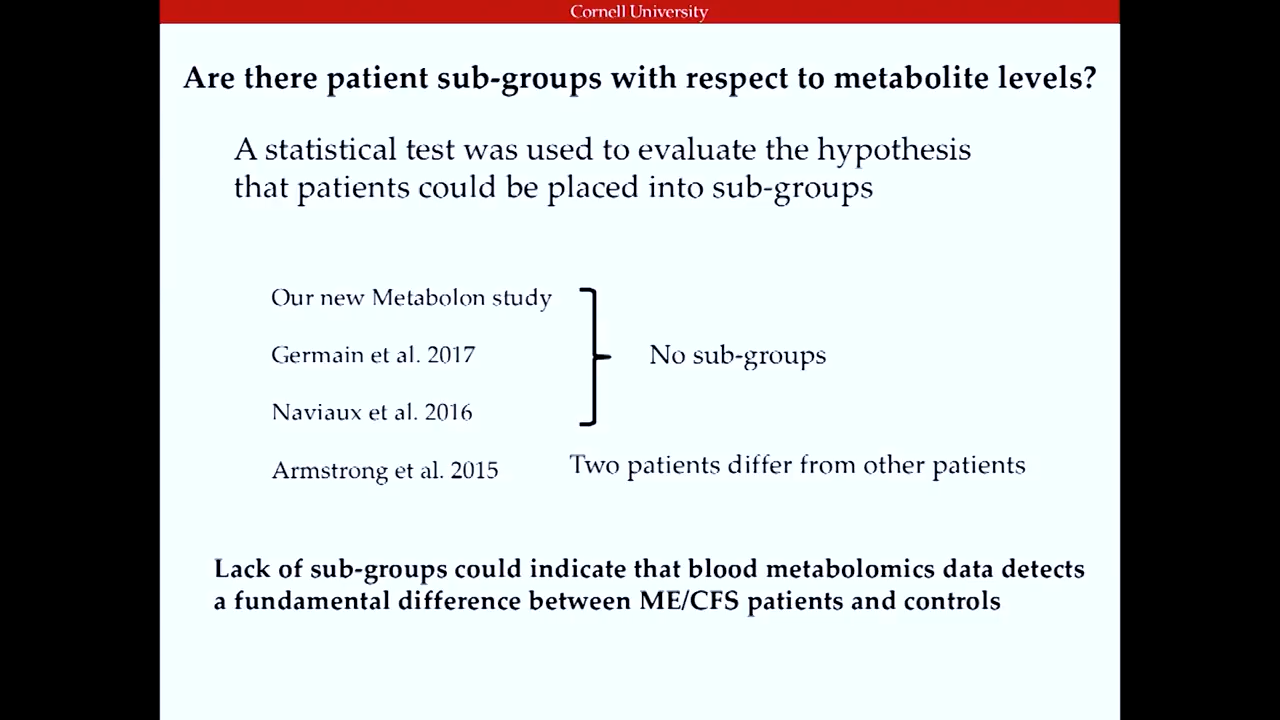 Cornell University
Are there patient sub-groups with respect to metabolite levels?
A statistical test was used to evaluate the hypothesis
that patients could be placed into sub-groups
Our new Metabolon study
Germain et al. 2017
No sub-groups
Naviaux et al. 2016
Armstrong et al. 2015
Two patients differ from other patients
Lack of sub-groups could indicate that blood metabolomics data detects
a fundamental difference between ME/CFS patients and controls